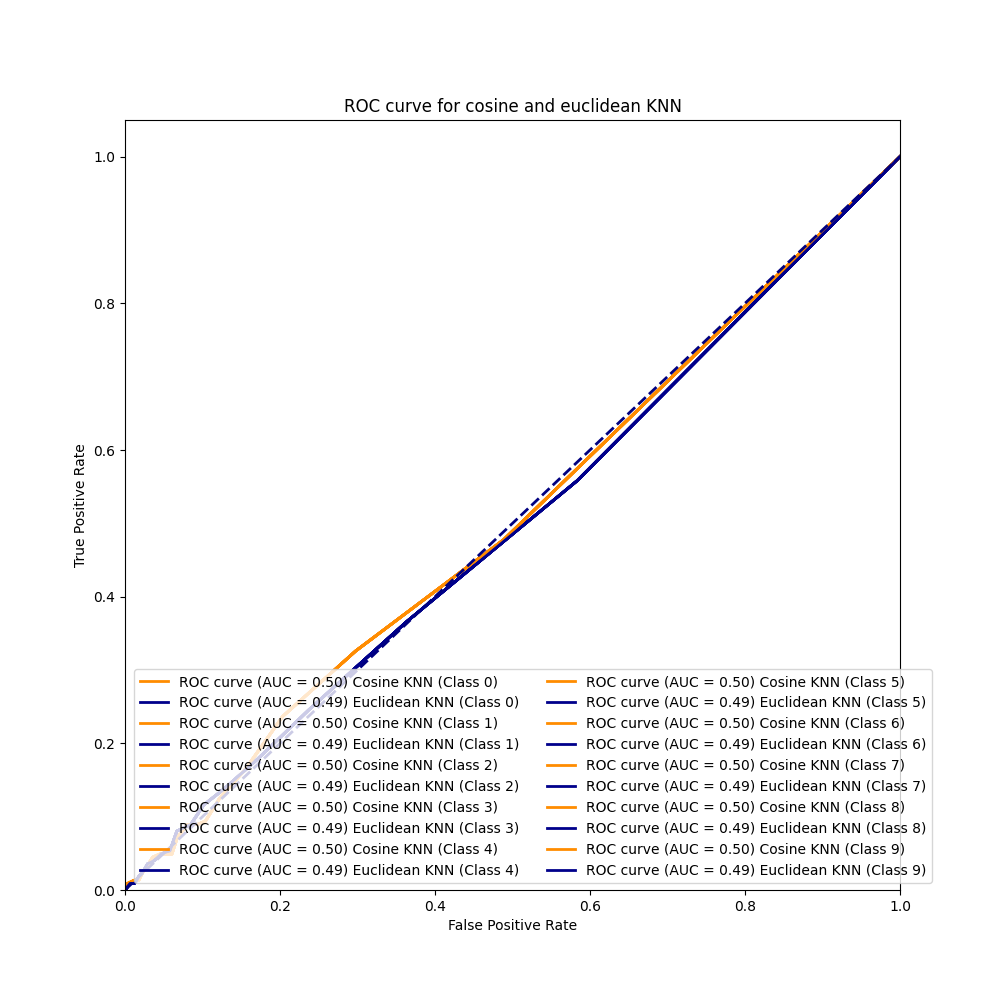 ROC curve for cosine and euclidean KNN
True Positive Rate
1.0
0.8
0.6
0.4
0.2
0.0
ROC curve (AUC = 0.50) Cosine KNN (Class 0)
ROC curve (AUC = 0.49) Euclidean KNN (Class 0)
ROC curve (AUC = 0.50) Cosine KNN (Class 1)
ROC curve (AUC = 0.49) Euclidean KNN (Class 1)
ROC curve (AUC = 0.50) Cosine KNN (Class 2)
ROC curve (AUC = 0.49) Euclidean KNN (Class 2)
ROC curve (AUC = 0.50) Cosine KNN (Class 3)
ROC curve (AUC = 0.49) Euclidean KNN (Class 3)
ROC curve (AUC = 0.50) Cosine KNN (Class 4)
ROC curve (AUC = 0.49) Euclidean KNN (Class 4)
ROC curve (AUC = 0.50) Cosine KNN (Class 5)
ROC curve (AUC = 0.49) Euclidean KNN (Class 5)
ROC curve (AUC = 0.50) Cosine KNN (Class 6)
ROC curve (AUC = 0.49) Euclidean KNN (Class 6)
ROC curve (AUC = 0.50) Cosine KNN (Class 7)
ROC curve (AUC = 0.49) Euclidean KNN (Class 7)
ROC curve (AUC = 0.50) Cosine KNN (Class 8)
ROC curve (AUC = 0.49) Euclidean KNN (Class 8)
ROC curve (AUC = 0.50) Cosine KNN (Class 9)
ROC curve (AUC = 0.49) Euclidean KNN (Class 9)
0.0 0.2 0.4 0.6 0.8 1.0
False Positive Rate